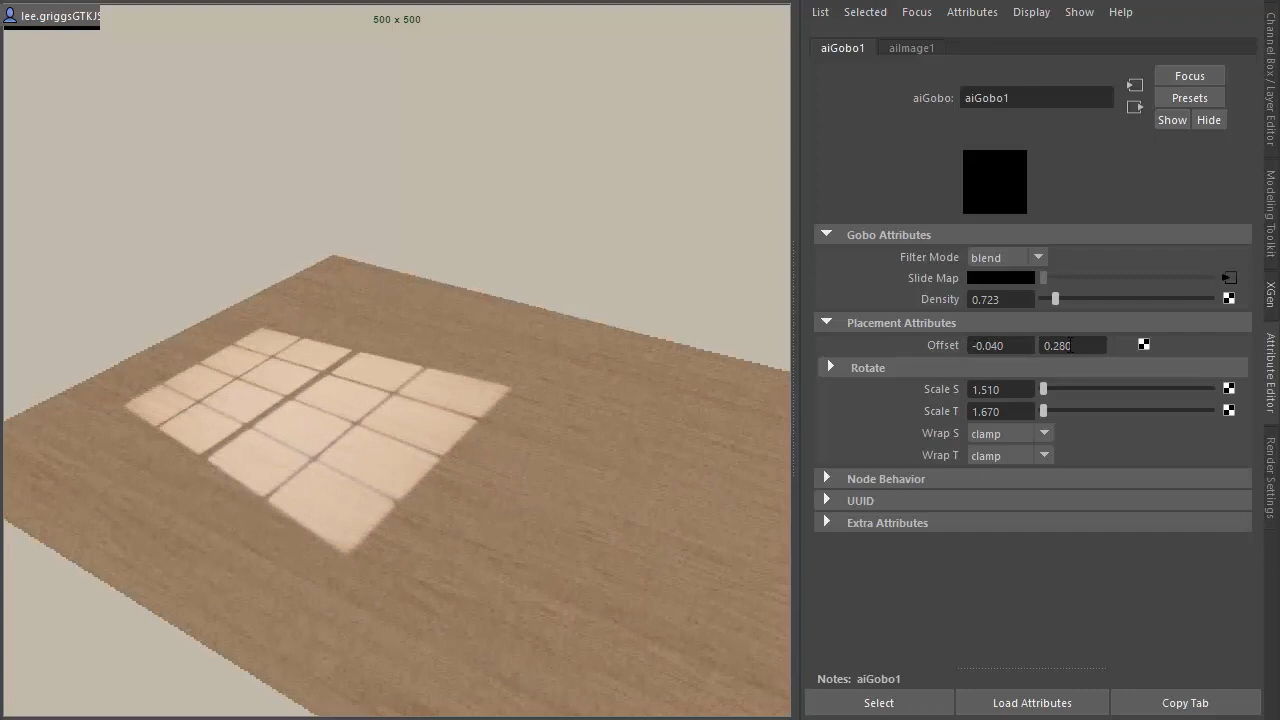 lee.griggsGTKJS
500 x 500
List Selected Focus Attributes Display Show Help
aiGobo1 aiImage1
Focus
aiGobo: aiGobo1
Presets
Show Hide
Gobo Attributes
Filter Mode blend
Slide Map
Density 0.723
Placement Attributes
Offset -0.040 0.280
Rotate
Scale S 1.510
Scale T 1.670
Wrap S clamp
Wrap T clamp
Node Behavior
UUID
Extra Attributes
Notes: aiGobo1
Select Load Attributes Copy Tab
Channel Box / Layer Editor
Modeling Toolkit
XGen
Attribute Editor
Render Settings